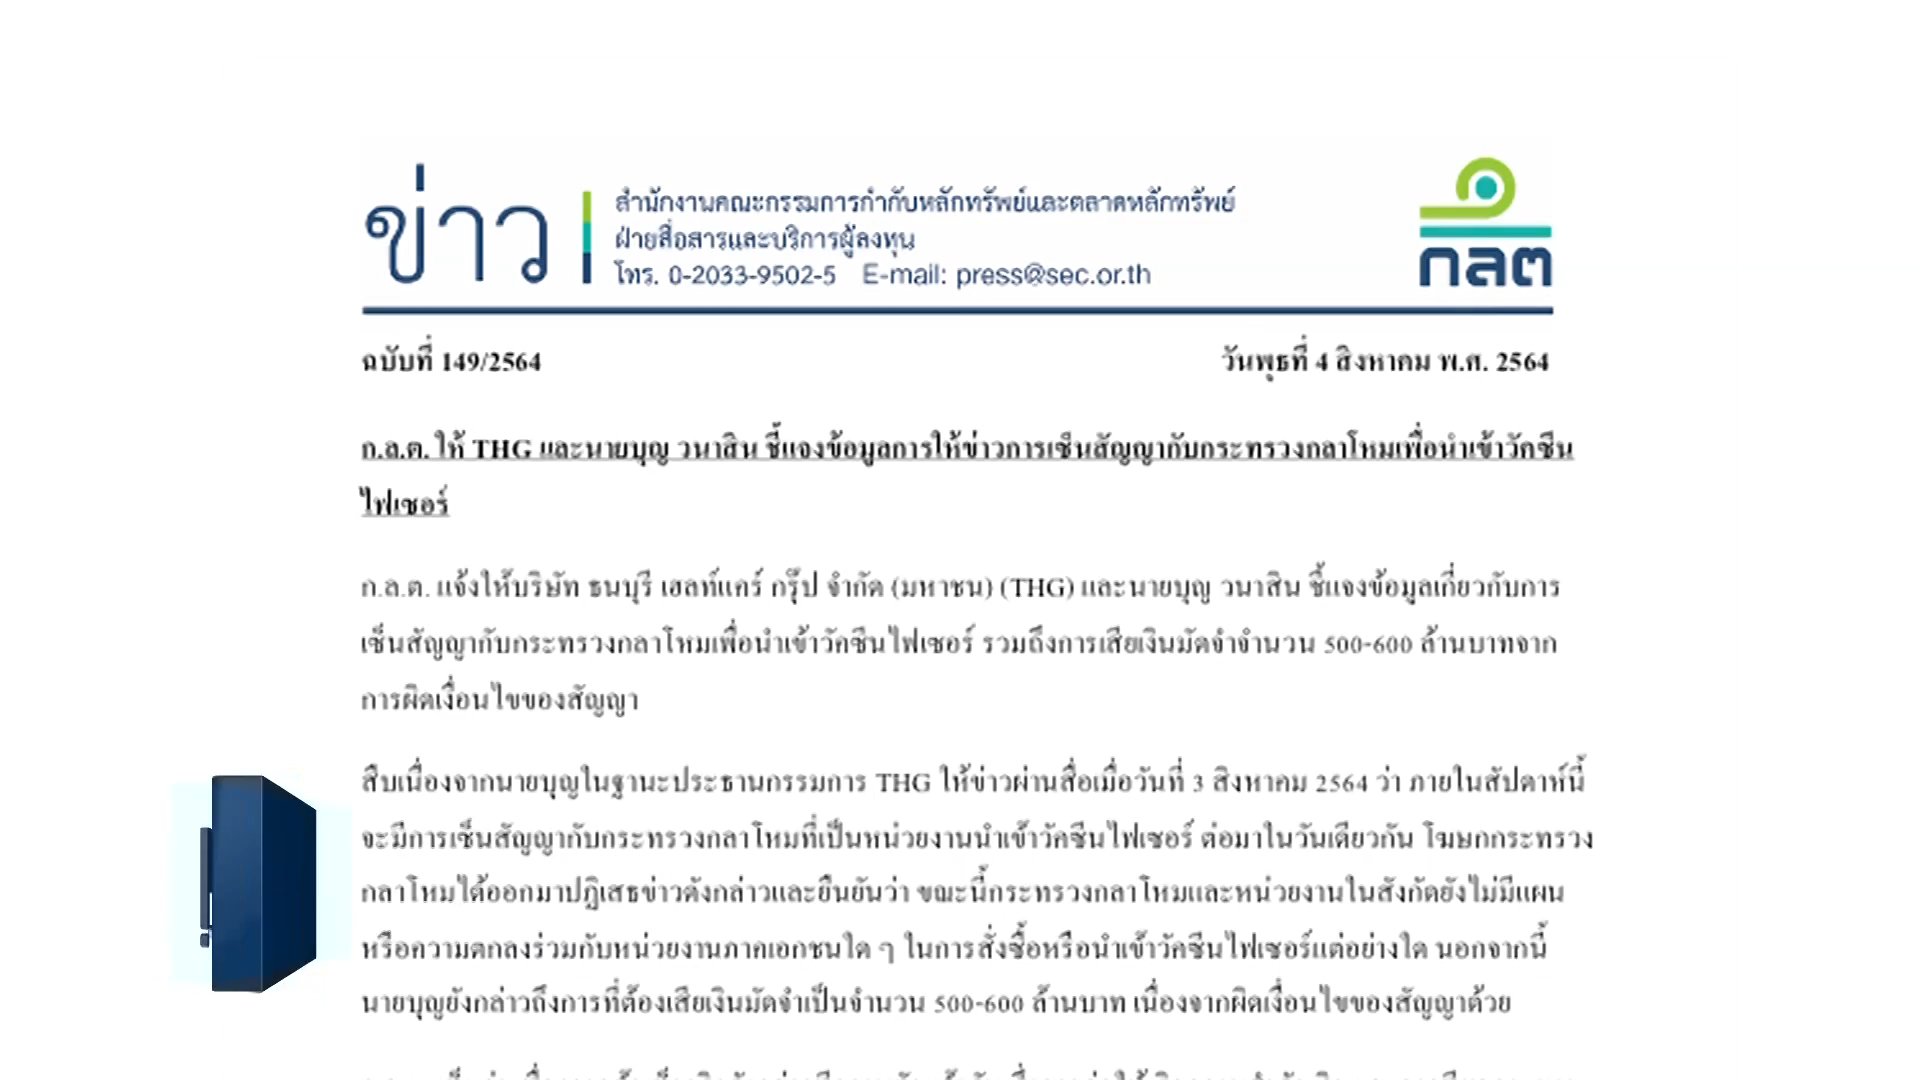 ข่าว
สำนักงานคณะกรรมการกำกับหลักทรัพย์และตลาดหลักทรัพย์
ฝ่ายสื่อสารและบริการผู้ลงทุน
โทร. 0-2033-9502-5 E-mail: press@sec.or.th
กลต
ฉบับที่ 149/2564
วันพุธที่ 4 สิงหาคม พ.ศ. 2564
ก.ล.ต. ให้ THG และนายบุญ วนาสิน ชี้แจงข้อมูลการให้ข่าวการเซ็นสัญญากับกระทรวงกลาโหมเพื่อนำเข้าวัคซีน
ไฟเซอร์
ก.ล.ต. แจ้งให้บริษัท ธนบุรี เฮลท์แคร์ กรุ๊ป จำกัด (มหาชน) (THG) และนายบุญ วนาสิน ชี้แจงข้อมูลเกี่ยวกับการ
เซ็นสัญญากับกระทรวงกลาโหมเพื่อนำเข้าวัคซีนไฟเซอร์ รวมถึงการเสียเงินมัดจำจำนวน 500-600 ล้านบาทจาก
การผิดเงื่อนไขของสัญญา
สืบเนื่องจากนายบุญในฐานะประธานกรรมการ THG ให้ข่าวผ่านสื่อเมื่อวันที่ 3 สิงหาคม 2564 ว่า ภายในสัปดาห์นี้
จะมีการเซ็นสัญญากับกระทรวงกลาโหมที่เป็นหน่วยงานนำเข้าวัคซีนไฟเซอร์ ต่อมาในวันเดียวกัน โฆษกกระทรวง
กลาโหมได้ออกมาปฏิเสธข่าวดังกล่าวและยืนยันว่า ขณะนี้กระทรวงกลาโหมและหน่วยงานในสังกัดยังไม่มีแผน
หรือความตกลงร่วมกับหน่วยงานภาคเอกชนใด ๆ ในการสั่งซื้อหรือนำเข้าวัคซีนไฟเซอร์แต่อย่างใด นอกจากนี้
นายบุญยังกล่าวถึงการที่ต้องเสียเงินมัดจำเป็นจำนวน 500-600 ล้านบาท เนื่องจากผิดเงื่อนไขของสัญญาด้วย